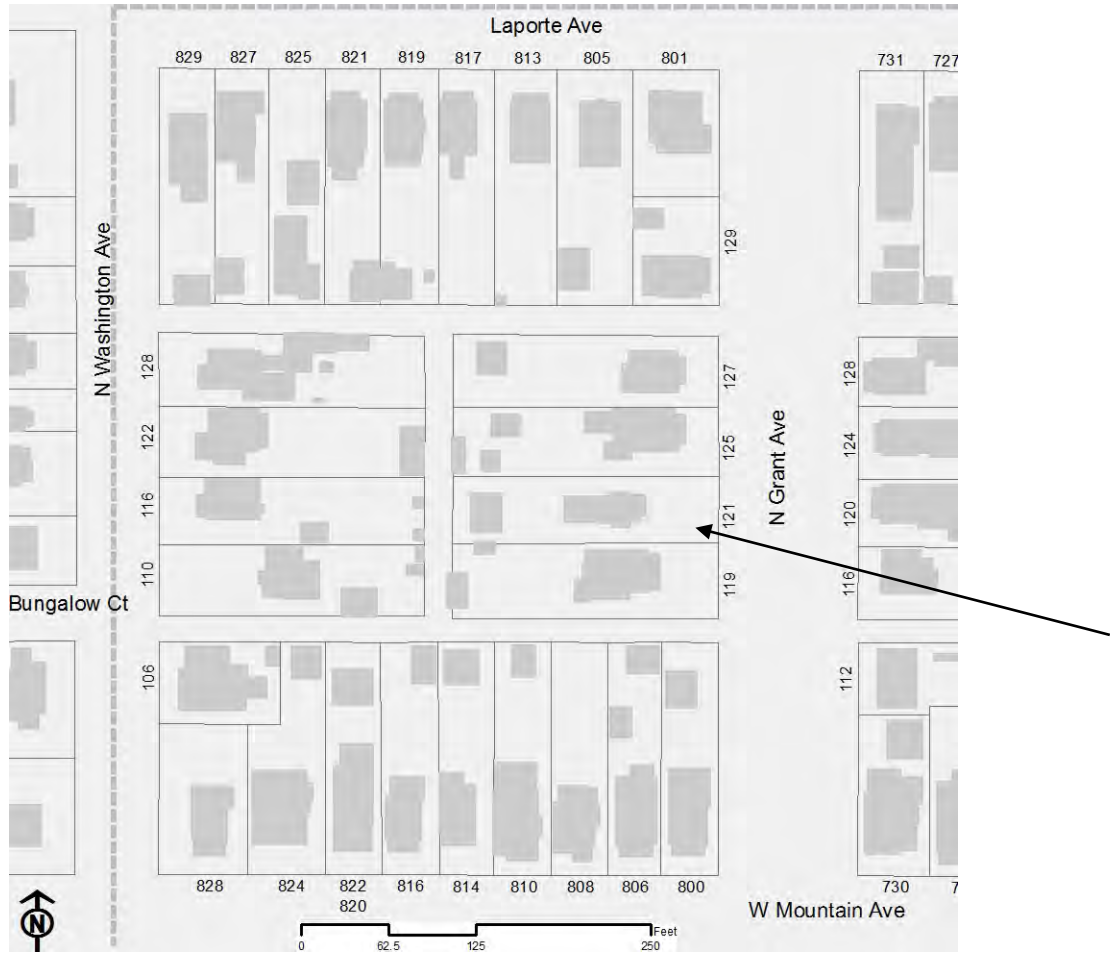 Laporte Ave
829 827 825 821 819 817 813 805 801 731 727
N Washington Ave
129
128 127 128
122 125 124
N Grant Ave
116 121 120
110 119 116
Bungalow Ct
106 112
828 824 822 816 814 810 808 806 800 730
820
W Mountain Ave
N
Feet
0 62.5 125 250